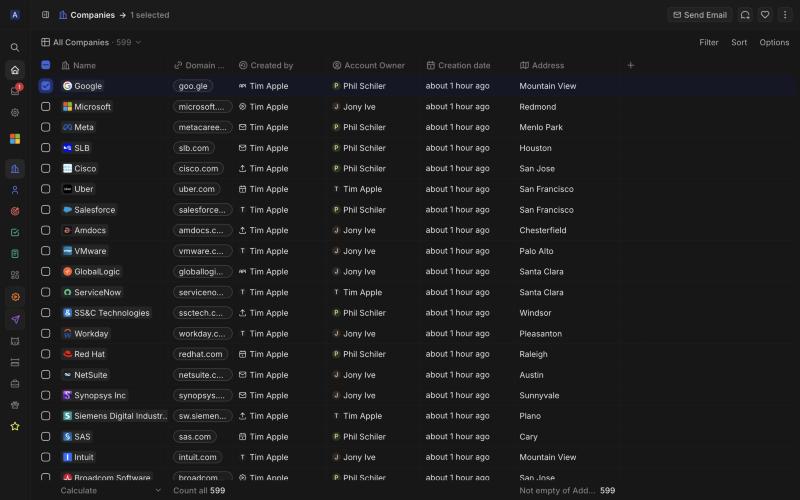 A Companies → 1 selected Send Email
All Companies · 599 Filter Sort Options
Name Domain ... Created by Account Owner Creation date Address +
Google goo.gle API Tim Apple P Phil Schiler about 1 hour ago Mountain View
Microsoft microsoft.... Tim Apple J Jony Ive about 1 hour ago Redmond
Meta metacaree... Tim Apple P Phil Schiler about 1 hour ago Menlo Park
SLB slb.com Tim Apple P Phil Schiler about 1 hour ago Houston
Cisco cisco.com Tim Apple P Phil Schiler about 1 hour ago San Jose
Uber uber.com Tim Apple T Tim Apple about 1 hour ago San Francisco
Salesforce salesforce... T Tim Apple P Phil Schiler about 1 hour ago San Francisco
Amdocs amdocs.c... Tim Apple J Jony Ive about 1 hour ago Chesterfield
VMware vmware.c... T Tim Apple J Jony Ive about 1 hour ago Palo Alto
GlobalLogic globallogi... API Tim Apple J Jony Ive about 1 hour ago Santa Clara
ServiceNow serviceno... T Tim Apple T Tim Apple about 1 hour ago Santa Clara
SS&C Technologies ssctech.c... Tim Apple P Phil Schiler about 1 hour ago Windsor
Workday workday.c... T Tim Apple J Jony Ive about 1 hour ago Pleasanton
Red Hat redhat.com Tim Apple P Phil Schiler about 1 hour ago Raleigh
NetSuite netsuite.c... Tim Apple J Jony Ive about 1 hour ago Austin
Synopsys Inc synopsys.... Tim Apple J Jony Ive about 1 hour ago Sunnyvale
Siemens Digital Industr... sw.siemen... Tim Apple T Tim Apple about 1 hour ago Plano
SAS sas.com Tim Apple P Phil Schiler about 1 hour ago Cary
Intuit intuit.com T Tim Apple J Jony Ive about 1 hour ago Mountain View
Broadcom Software broadcom... Tim Apple P Phil Schiler about 1 hour ago San Jose
Calculate Count all 599 Not empty of Add... 599